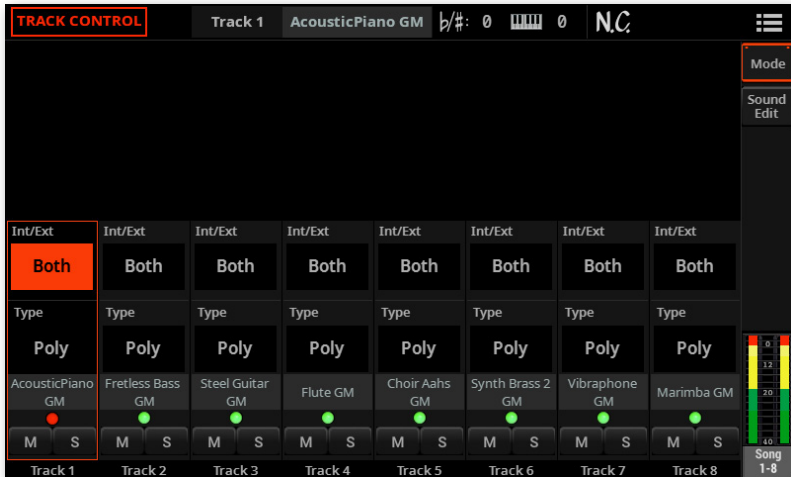 TRACK CONTROL Track 1 AcousticPiano GM ♭/#: 0 0 N.C.
Mode
Sound
Edit
Int/Ext Int/Ext Int/Ext Int/Ext Int/Ext Int/Ext Int/Ext Int/Ext
Both Both Both Both Both Both Both Both
Type Type Type Type Type Type Type Type
Poly Poly Poly Poly Poly Poly Poly Poly
AcousticPiano GM Fretless Bass GM Steel Guitar GM Flute GM Choir Aahs GM Synth Brass 2 GM Vibraphone GM Marimba GM
M S M S M S M S M S M S M S M S
Track 1 Track 2 Track 3 Track 4 Track 5 Track 6 Track 7 Track 8
0
12
20
40
Song
1-8